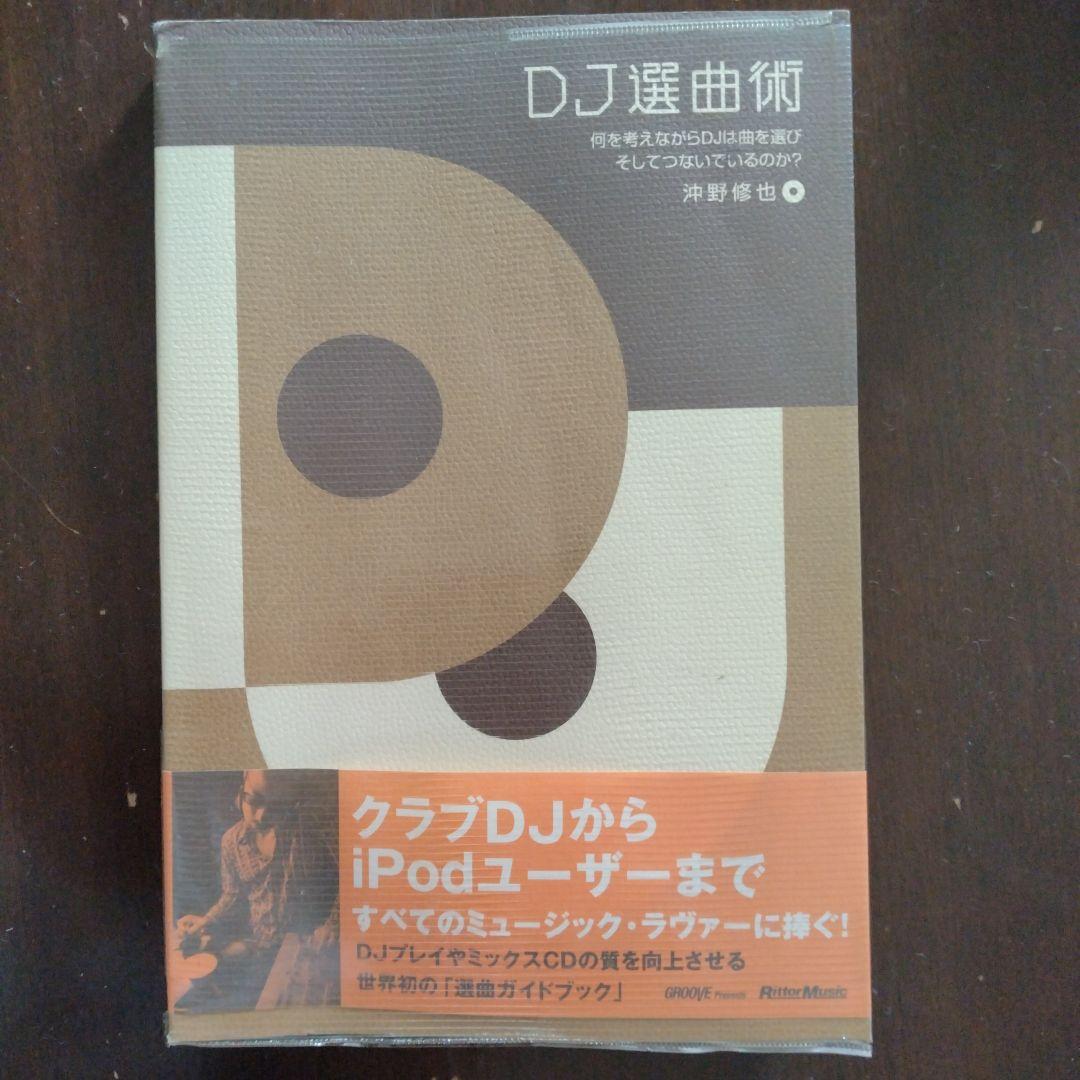 DJ選曲術
何を考えながらDJは曲を選び
そしてつないでいるのか?
沖野修也
クラブDJから
iPodユーザーまで
すべてのミュージック・ラヴァーに捧ぐ!
DJプレイやミックスCDの質を向上させる
世界初の「選曲ガイドブック」
GROOVE Presents RittorMusic